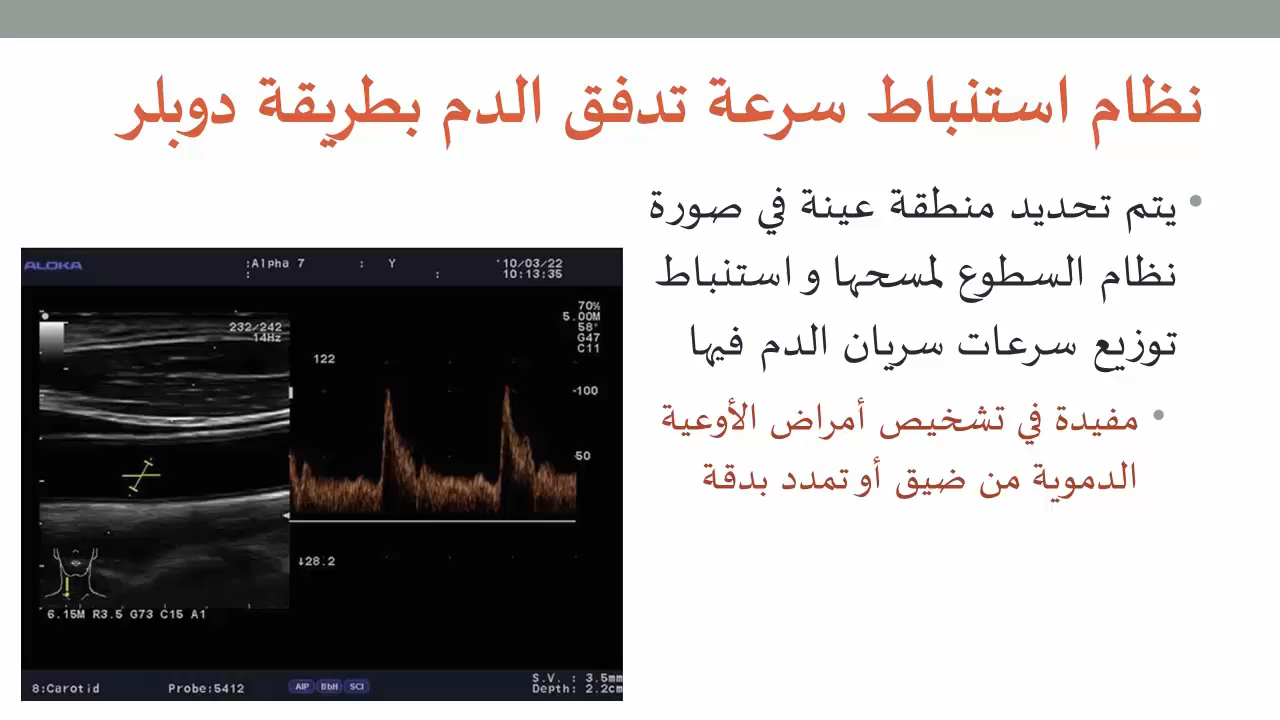 نظام استنباط سرعة تدفق الدم بطريقة دوبلر
• يتم تحديد منطقة عينة في صورة
نظام السطوع لمسحها و استنباط
توزيع سرعات سريان الدم فيها
• مفيدة في تشخيص أمراض الأوعية
الدموية من ضيق أو تمدد بدقة
ALOKA :Alpha 7 : Y '10/03/22
: : 10:13:35
70%
5.00M
58°
G47
C11
232/242
14Hz
122
-100
50
↓28.2
6.15M R3.5 G73 C15 A1
8:Carotid Probe:5412 AIP BbH SCI
S.V. : 3.5mm
Depth: 2.2cm